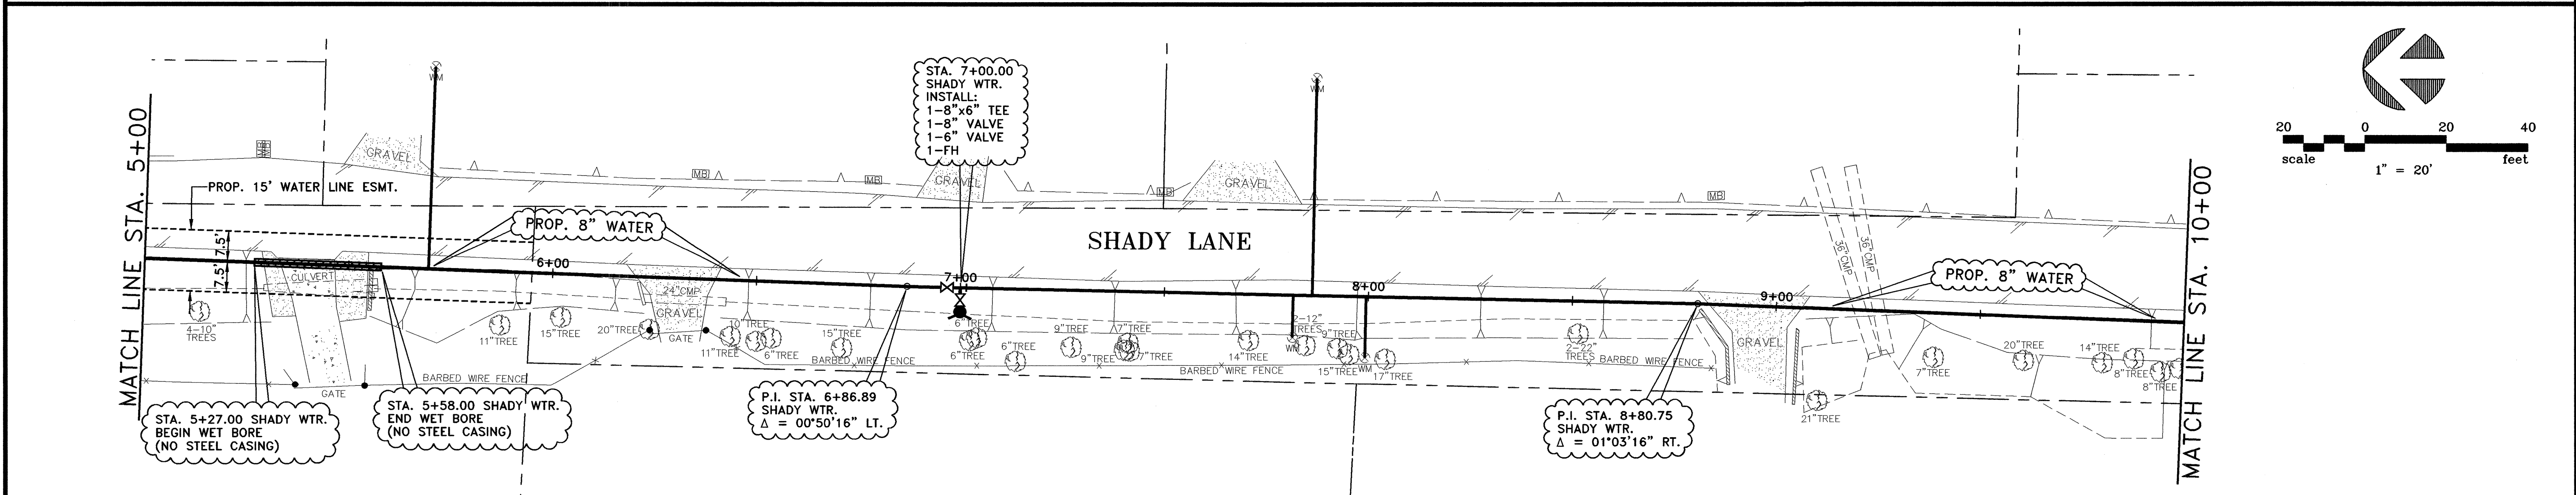 MATCH LINE STA. 5+00
PROP. 15' WATER LINE ESMT.
7.5'
7.5'
WM
GRAVEL
MB
MB
STA. 7+00.00
SHADY WTR.
INSTALL:
1-8"x6" TEE
1-8" VALVE
1-6" VALVE
1-FH
GRAVEL
MB
GRAVEL
WM
MB
PROP. 8" WATER
SHADY LANE
36"CMP
36"CMP
PROP. 8" WATER
MATCH LINE STA. 10+00
20 0 20 40
scale feet
1" = 20'
6+00
7+00
8+00
9+00
CULVERT
24"CMP
GRAVEL
GATE
GRAVEL
4-10"
TREES
11"TREE
15"TREE
20"TREE
10"TREE
11"TREE
6"TREE
15"TREE
6"TREE
6"TREE
6"TREE
9"TREE
9"TREE
7"TREE
7"TREE
14"TREE
2-12"
TREES
WM
9"TREE
15"TREE
WM
17"TREE
2-22"
TREES
21"TREE
7"TREE
20"TREE
14"TREE
8"TREE
8"TREE
BARBED WIRE FENCE
BARBED WIRE FENCE
BARBED WIRE FENCE
BARBED WIRE FENCE
GATE
STA. 5+27.00 SHADY WTR.
BEGIN WET BORE
(NO STEEL CASING)
STA. 5+58.00 SHADY WTR.
END WET BORE
(NO STEEL CASING)
P.I. STA. 6+86.89
SHADY WTR.
Δ = 00°50'16" LT.
P.I. STA. 8+80.75
SHADY WTR.
Δ = 01°03'16" RT.